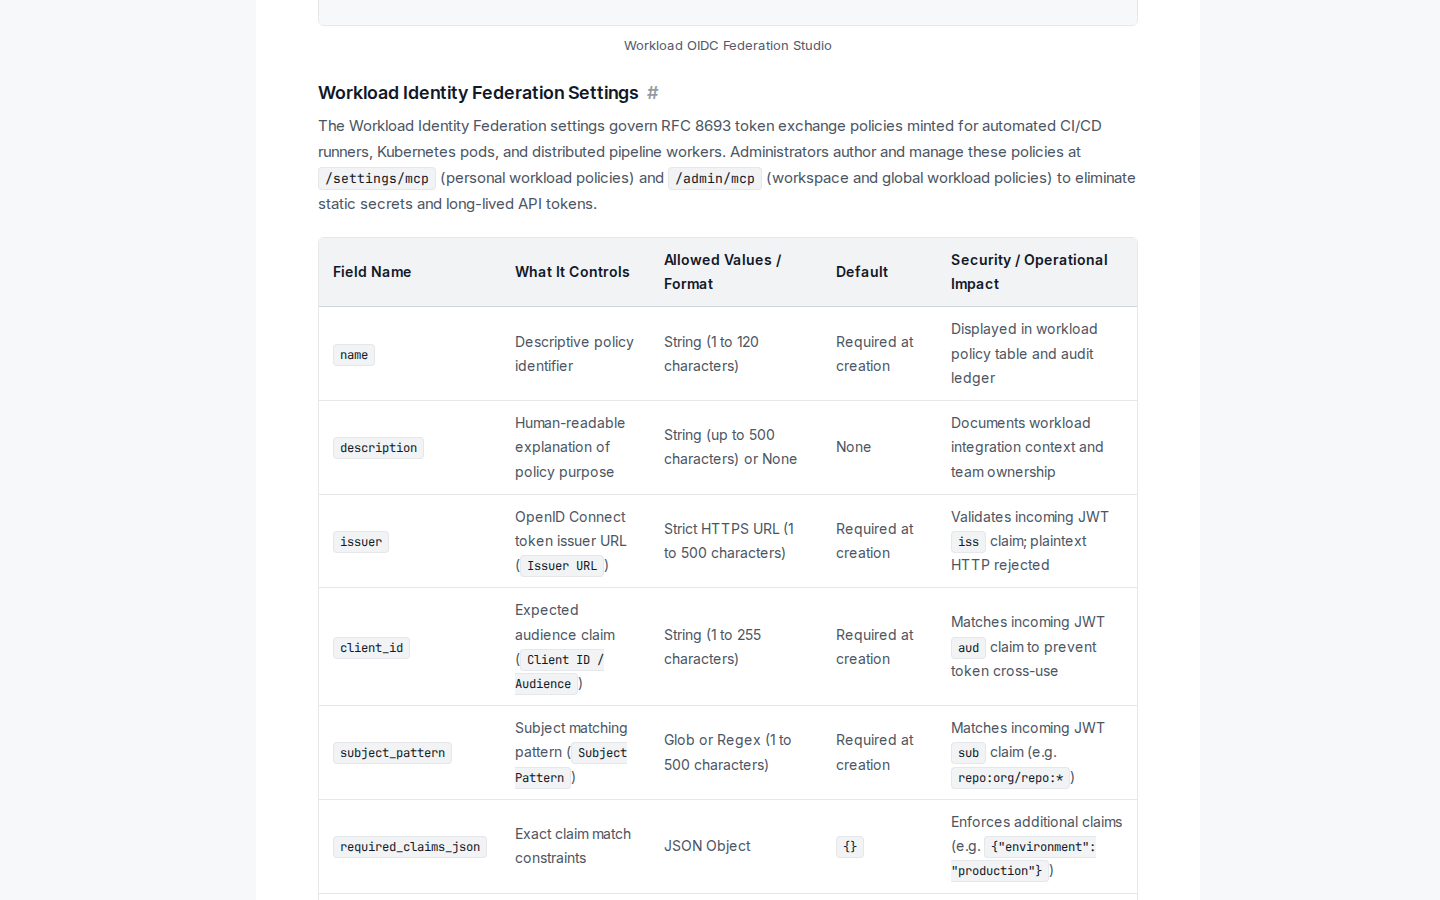 Workload OIDC Federation Studio
Workload Identity Federation Settings #
The Workload Identity Federation settings govern RFC 8693 token exchange policies minted for automated CI/CD
runners, Kubernetes pods, and distributed pipeline workers. Administrators author and manage these policies at
/settings/mcp (personal workload policies) and /admin/mcp (workspace and global workload policies) to eliminate
static secrets and long-lived API tokens.
Field Name
What It Controls
Allowed Values /
Format
Default
Security / Operational
Impact
name
Descriptive policy
identifier
String (1 to 120
characters)
Required at
creation
Displayed in workload
policy table and audit
ledger
description
Human-readable
explanation of
policy purpose
String (up to 500
characters) or None
None
Documents workload
integration context and
team ownership
issuer
OpenID Connect
token issuer URL
(Issuer URL)
Strict HTTPS URL (1
to 500 characters)
Required at
creation
Validates incoming JWT
iss claim; plaintext
HTTP rejected
client_id
Expected
audience claim
(Client ID /
Audience)
String (1 to 255
characters)
Required at
creation
Matches incoming JWT
aud claim to prevent
token cross-use
subject_pattern
Subject matching
pattern (Subject
Pattern)
Glob or Regex (1 to
500 characters)
Required at
creation
Matches incoming JWT
sub claim (e.g.
repo:org/repo:*)
required_claims_json
Exact claim match
constraints
JSON Object
{}
Enforces additional claims
(e.g. {"environment":
"production"})